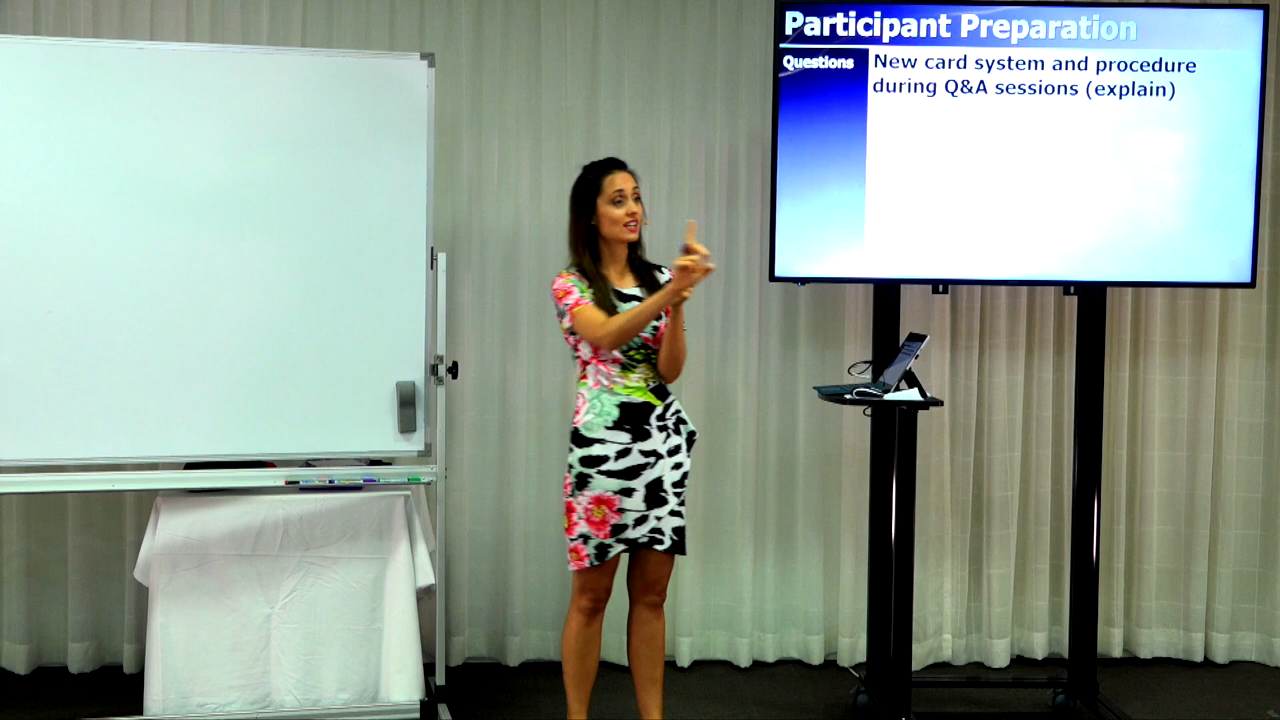 Participant Preparation
Questions
New card system and procedure
during Q&A sessions (explain)